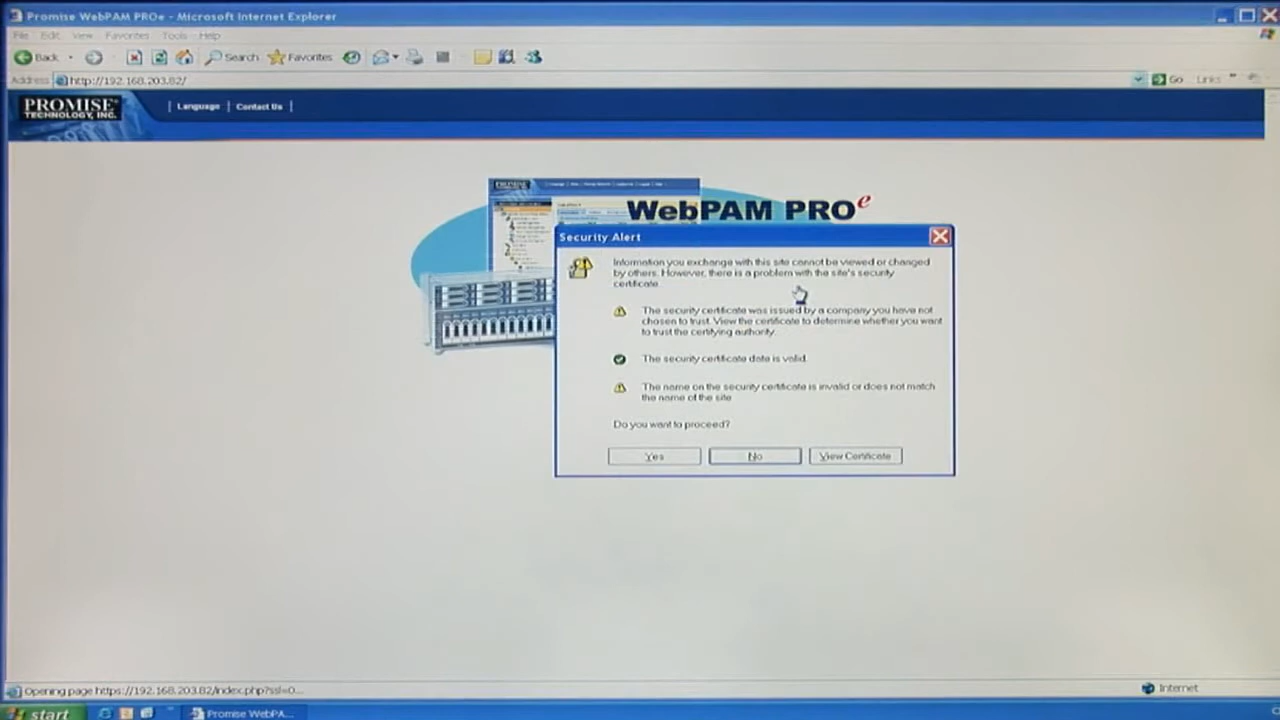 Promise WebPAM PROe - Microsoft Internet Explorer
File Edit View Favorites Tools Help
Back Search Favorites
Address http://192.168.203.82/ Go Links
PROMISE
TECHNOLOGY, INC.
| Language | Contact Us |
WebPAM PROe
Security Alert
Information you exchange with this site cannot be viewed or changed
by others. However, there is a problem with the site's security
certificate.
The security certificate was issued by a company you have not
chosen to trust. View the certificate to determine whether you want
to trust the certifying authority.
The security certificate date is valid.
The name on the security certificate is invalid or does not match
the name of the site
Do you want to proceed?
Yes No View Certificate
Opening page https://192.168.203.82/index.php?ssl=0...
Internet
start Promise WebPA...